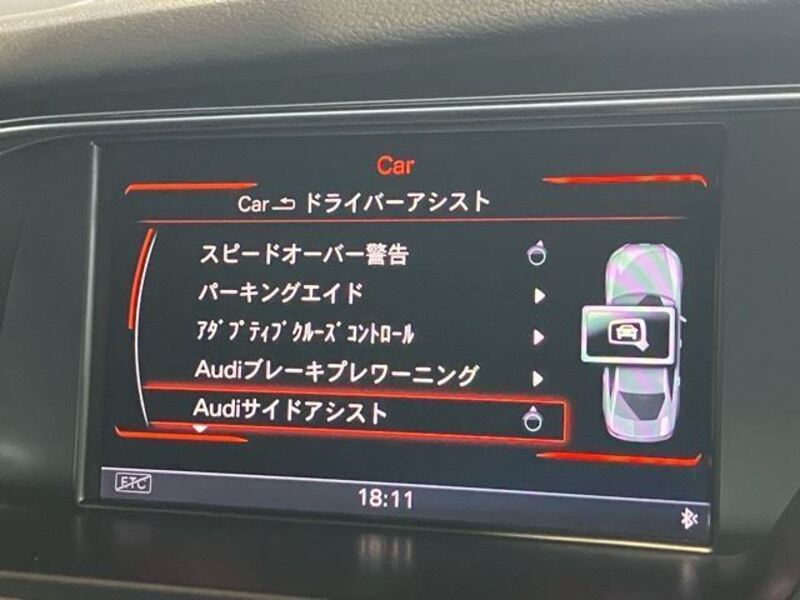 Car
Car ドライバーアシスト
スピードオーバー警告
パーキングエイド
ｱﾀﾞﾌﾟﾃｨﾌﾞｸﾙｰｽﾞｺﾝﾄﾛｰﾙ
Audiブレーキプレワーニング
Audiサイドアシスト
ETC
18:11